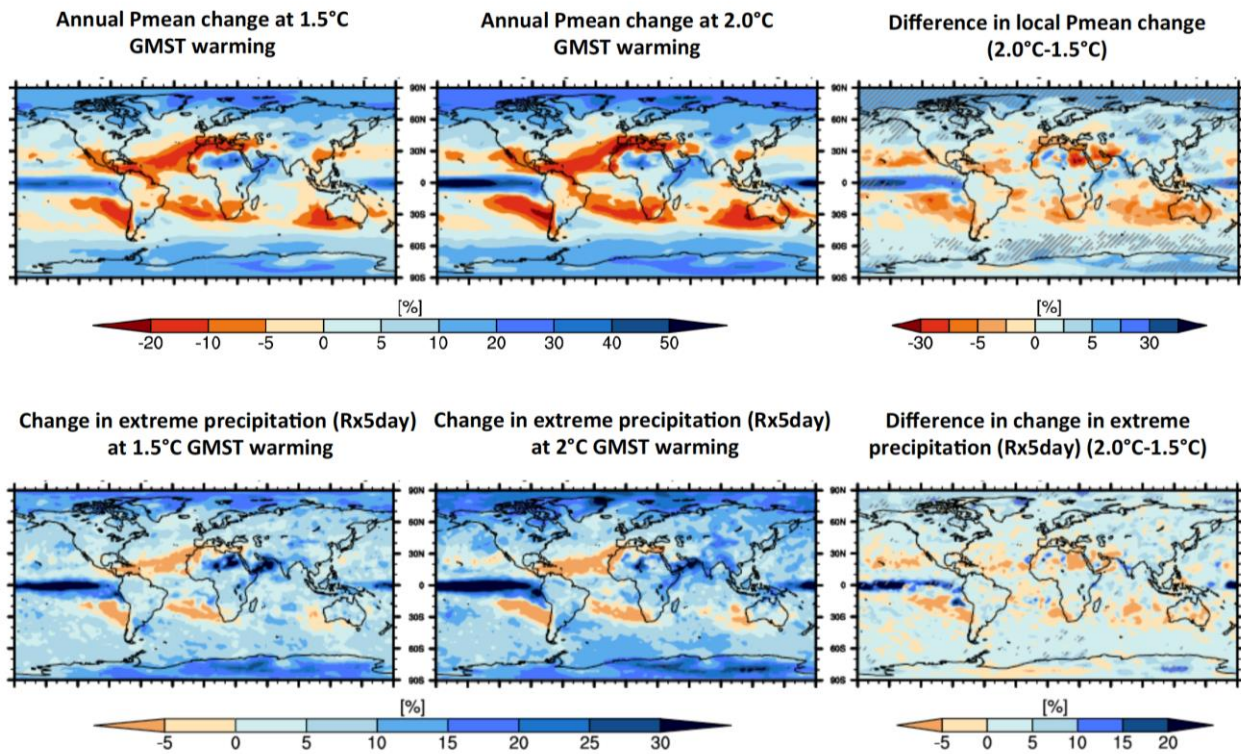 Annual Pmean change at 1.5°C
GMST warming
Annual Pmean change at 2.0°C
GMST warming
Difference in local Pmean change
(2.0°C-1.5°C)
90N
60N
30N
0
30S
60S
90S
90N
60N
30N
0
30S
60S
90S
[%]
-20 -10 -5 0 5 10 20 30 40 50
[%]
-30 -5 0 5 30
Change in extreme precipitation (Rx5day)
at 1.5°C GMST warming
Change in extreme precipitation (Rx5day)
at 2°C GMST warming
Difference in change in extreme
precipitation (Rx5day) (2.0°C-1.5°C)
90N
60N
30N
0
30S
60S
90S
90N
60N
30N
0
30S
60S
90S
[%]
-5 0 5 10 15 20 25 30
[%]
-5 0 5 10 15 20